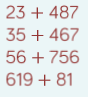 23 + 487
35 + 467
56 + 756
619 + 81